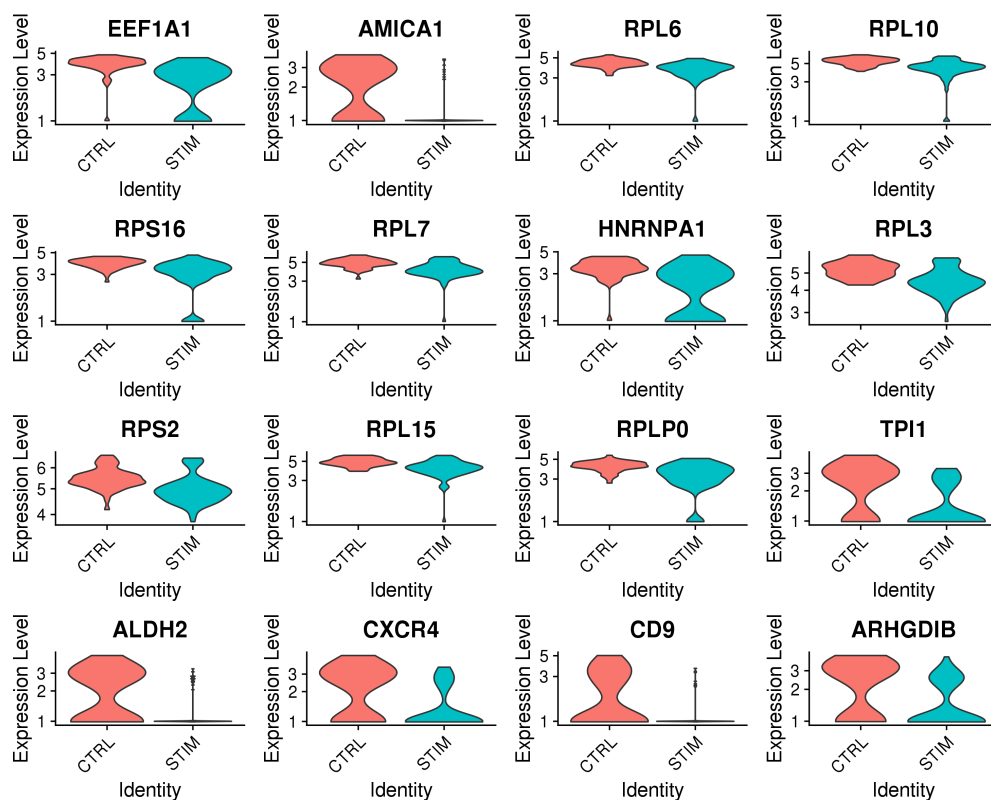 EEF1A1 AMICA1 RPL6 RPL10
Expression Level Expression Level Expression Level Expression Level
5 3 5 5
3 2 3 3
1 1 1 1
CTRL STIM CTRL STIM CTRL STIM CTRL STIM
Identity Identity Identity Identity
RPS16 RPL7 HNRNPA1 RPL3
Expression Level Expression Level Expression Level Expression Level
5 5 5 5
3 3 3 4
1 1 1 3
CTRL STIM CTRL STIM CTRL STIM CTRL STIM
Identity Identity Identity Identity
RPS2 RPL15 RPLP0 TPI1
Expression Level Expression Level Expression Level Expression Level
6 5 5 3
5 3 3 2
4 1 1 1
CTRL STIM CTRL STIM CTRL STIM CTRL STIM
Identity Identity Identity Identity
ALDH2 CXCR4 CD9 ARHGDIB
Expression Level Expression Level Expression Level Expression Level
3 3 5 3
2 2 3 2
1 1 1 1
CTRL STIM CTRL STIM CTRL STIM CTRL STIM
Identity Identity Identity Identity